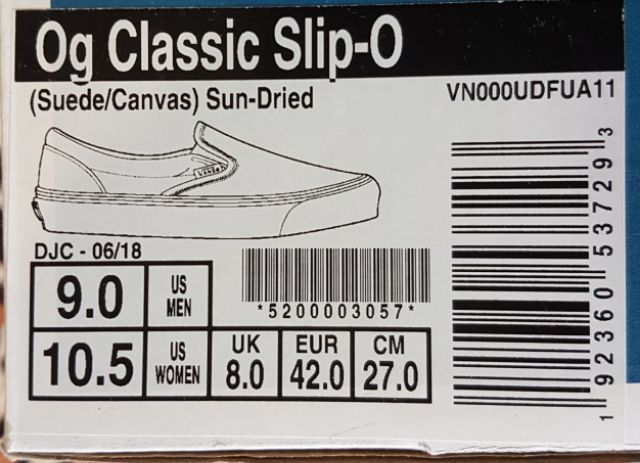 Og Classic Slip-O
(Suede/Canvas) Sun-Dried
VN000UDFUA11
VANS
DJC - 06/18
9.0 US MEN
*5200003057*
10.5 US WOMEN
UK 8.0
EUR 42.0
CM 27.0
1 92360 53729 3